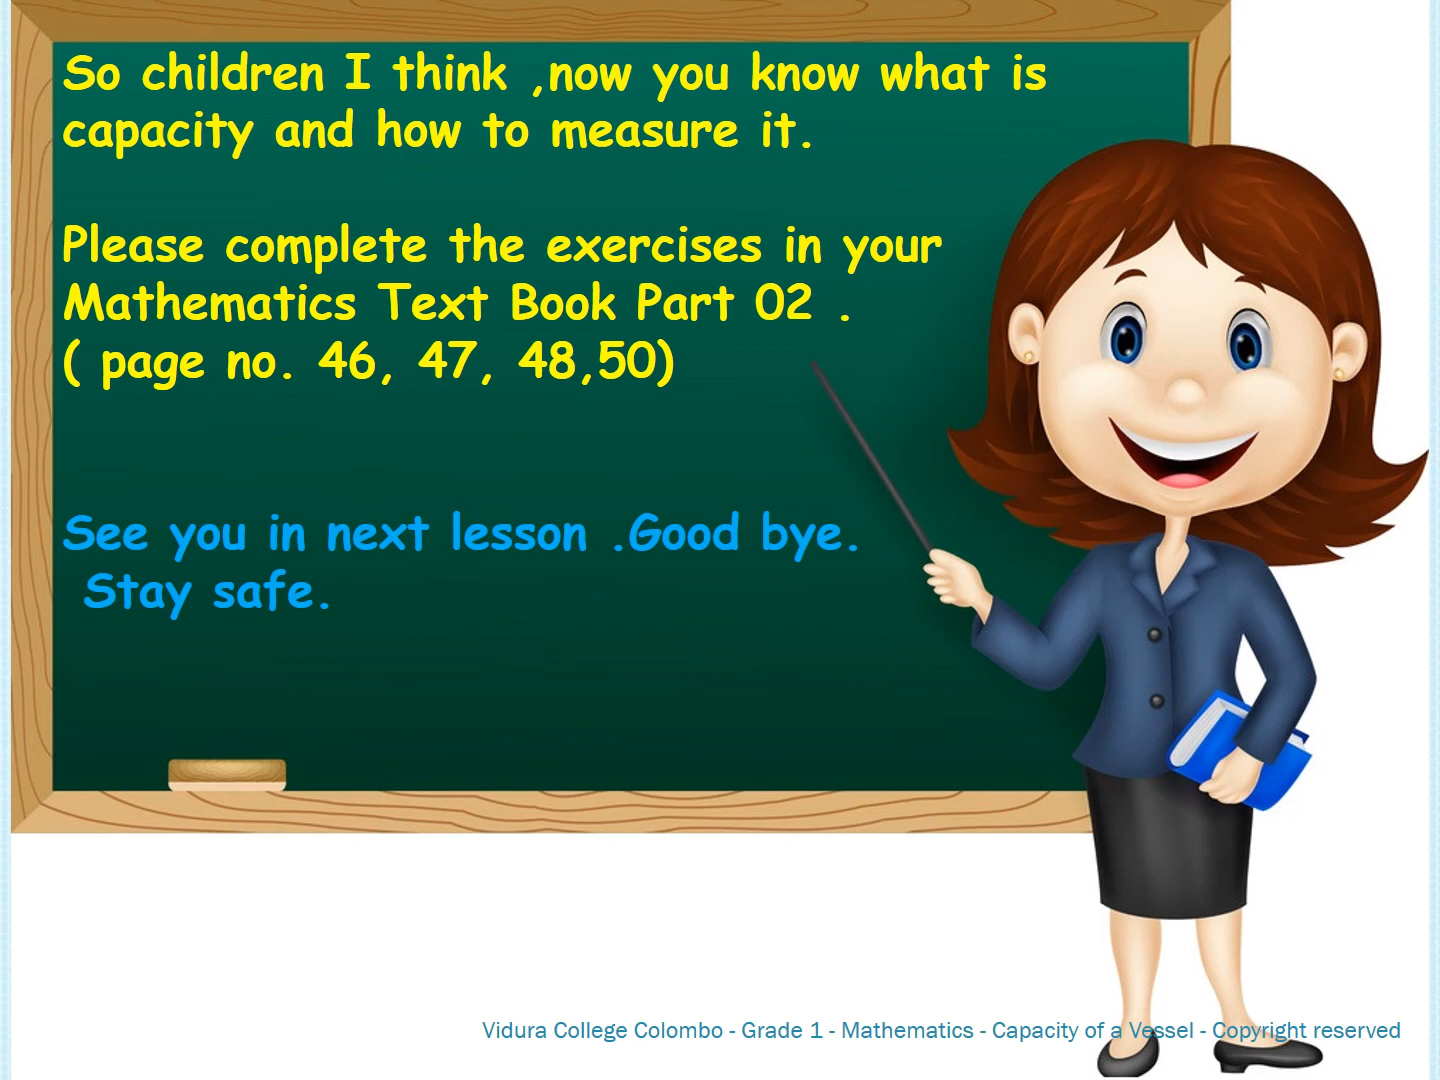 So children I think ,now you know what is
capacity and how to measure it.
Please complete the exercises in your
Mathematics Text Book Part 02 .
( page no. 46, 47, 48,50)
See you in next lesson .Good bye.
Stay safe.
Vidura College Colombo - Grade 1 - Mathematics - Capacity of a Vessel - Copyright reserved